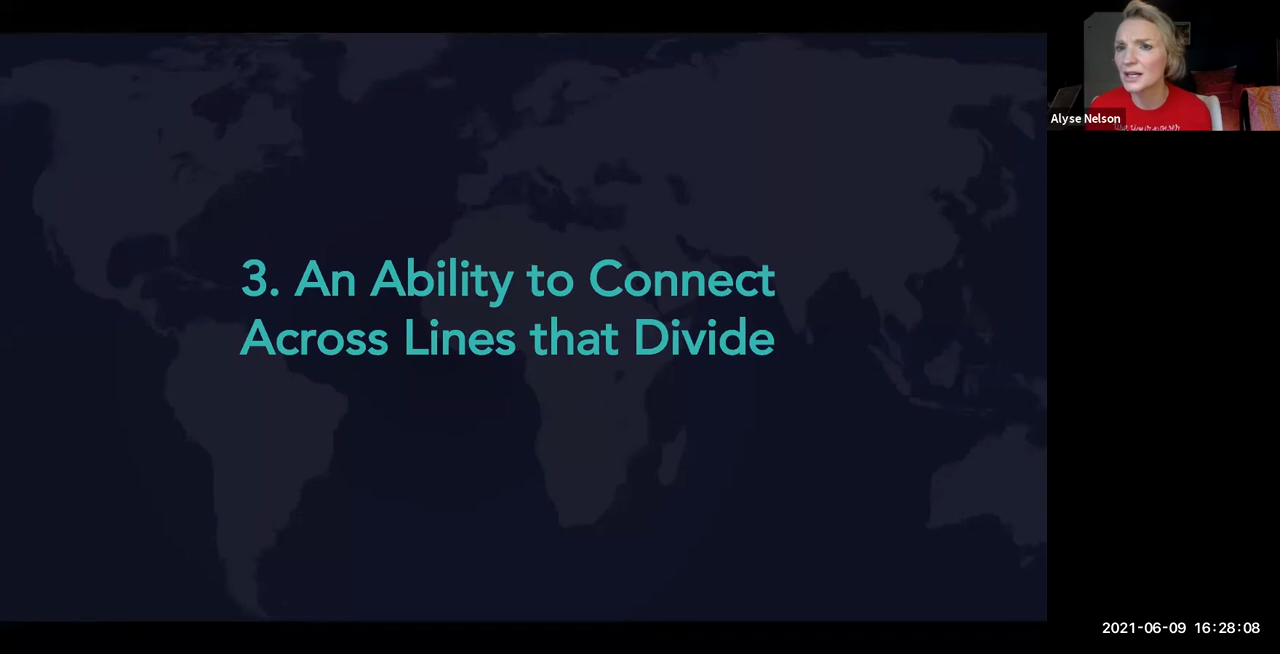 3. An Ability to Connect
Across Lines that Divide
Alyse Nelson
2021-06-09 16:28:08